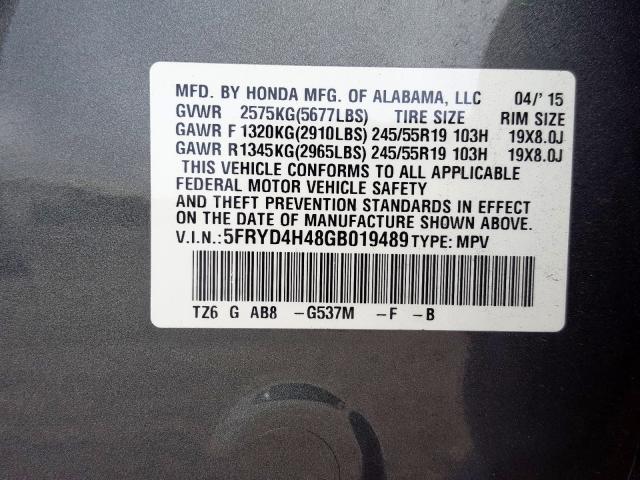 MFD. BY HONDA MFG. OF ALABAMA, LLC 04/'15
GVWR 2575KG(5677LBS) TIRE SIZE RIM SIZE
GAWR F 1320KG(2910LBS) 245/55R19 103H 19X8.0J
GAWR R 1345KG(2965LBS) 245/55R19 103H 19X8.0J
THIS VEHICLE CONFORMS TO ALL APPLICABLE
FEDERAL MOTOR VEHICLE SAFETY
AND THEFT PREVENTION STANDARDS IN EFFECT
ON THE DATE OF MANUFACTURE SHOWN ABOVE.
V.I.N.: 5FRYD4H48GB019489 TYPE: MPV
TZ6 G AB8 -G537M -F -B